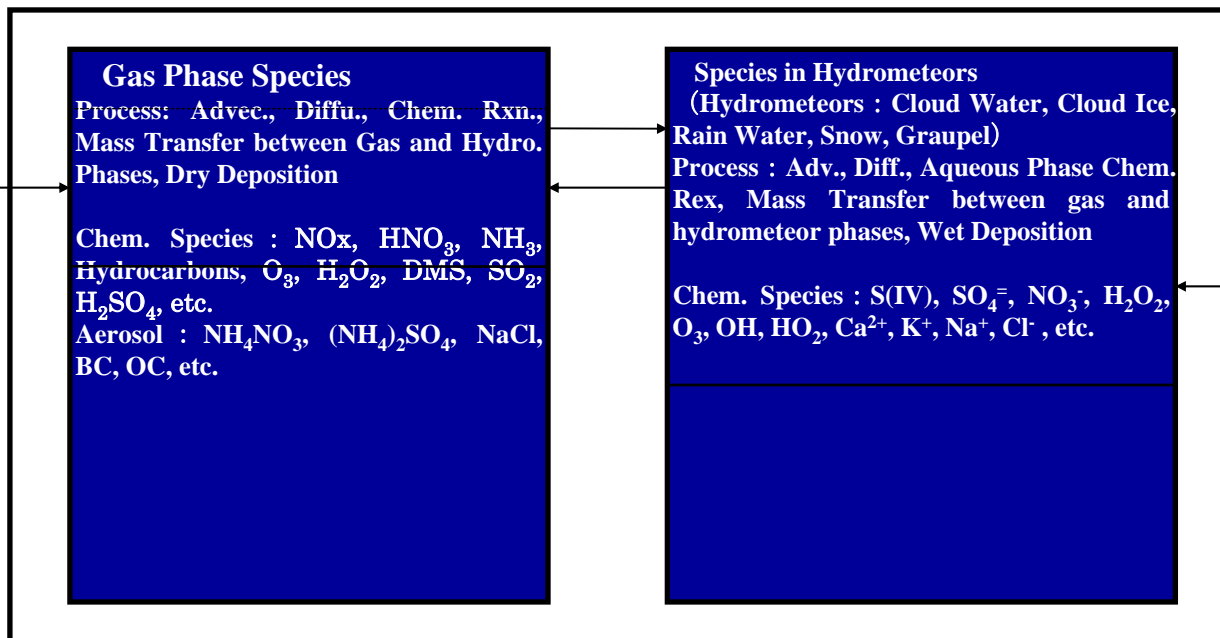 Gas Phase Species
Process: Advec., Diffu., Chem. Rxn.,
Mass Transfer between Gas and Hydro.
Phases, Dry Deposition
Chem. Species : NOx, HNO₃, NH₃,
Hydrocarbons, O₃, H₂O₂, DMS, SO₂,
H₂SO₄, etc.
Aerosol : NH₄NO₃, (NH₄)₂SO₄, NaCl,
BC, OC, etc.
Species in Hydrometeors
(Hydrometeors : Cloud Water, Cloud Ice,
Rain Water, Snow, Graupel)
Process : Adv., Diff., Aqueous Phase Chem.
Rex, Mass Transfer between gas and
hydrometeor phases, Wet Deposition
Chem. Species : S(IV), SO₄⁼, NO₃⁻, H₂O₂,
O₃, OH, HO₂, Ca²⁺, K⁺, Na⁺, Cl⁻ , etc.